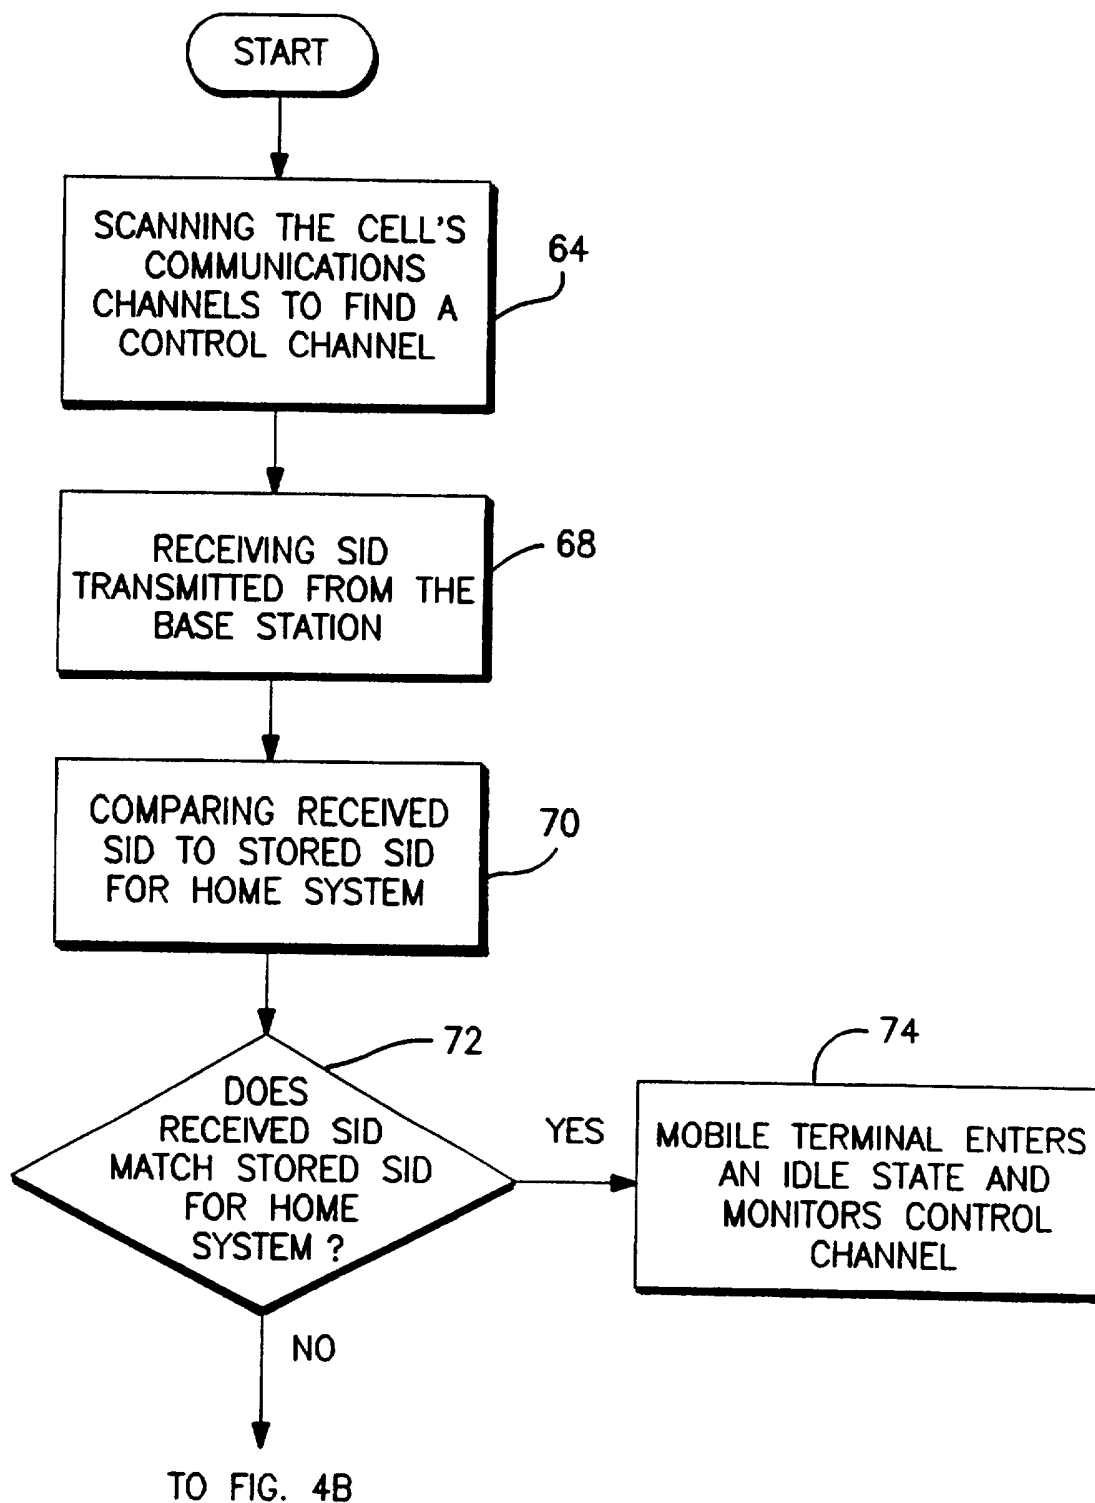 START
SCANNING THE CELL'S
COMMUNICATIONS
CHANNELS TO FIND A
CONTROL CHANNEL
64
RECEIVING SID
TRANSMITTED FROM THE
BASE STATION
68
COMPARING RECEIVED
SID TO STORED SID
FOR HOME SYSTEM
70
DOES
RECEIVED SID
MATCH STORED SID
FOR HOME
SYSTEM ?
72
YES
MOBILE TERMINAL ENTERS
AN IDLE STATE AND
MONITORS CONTROL
CHANNEL
74
NO
TO FIG. 4B